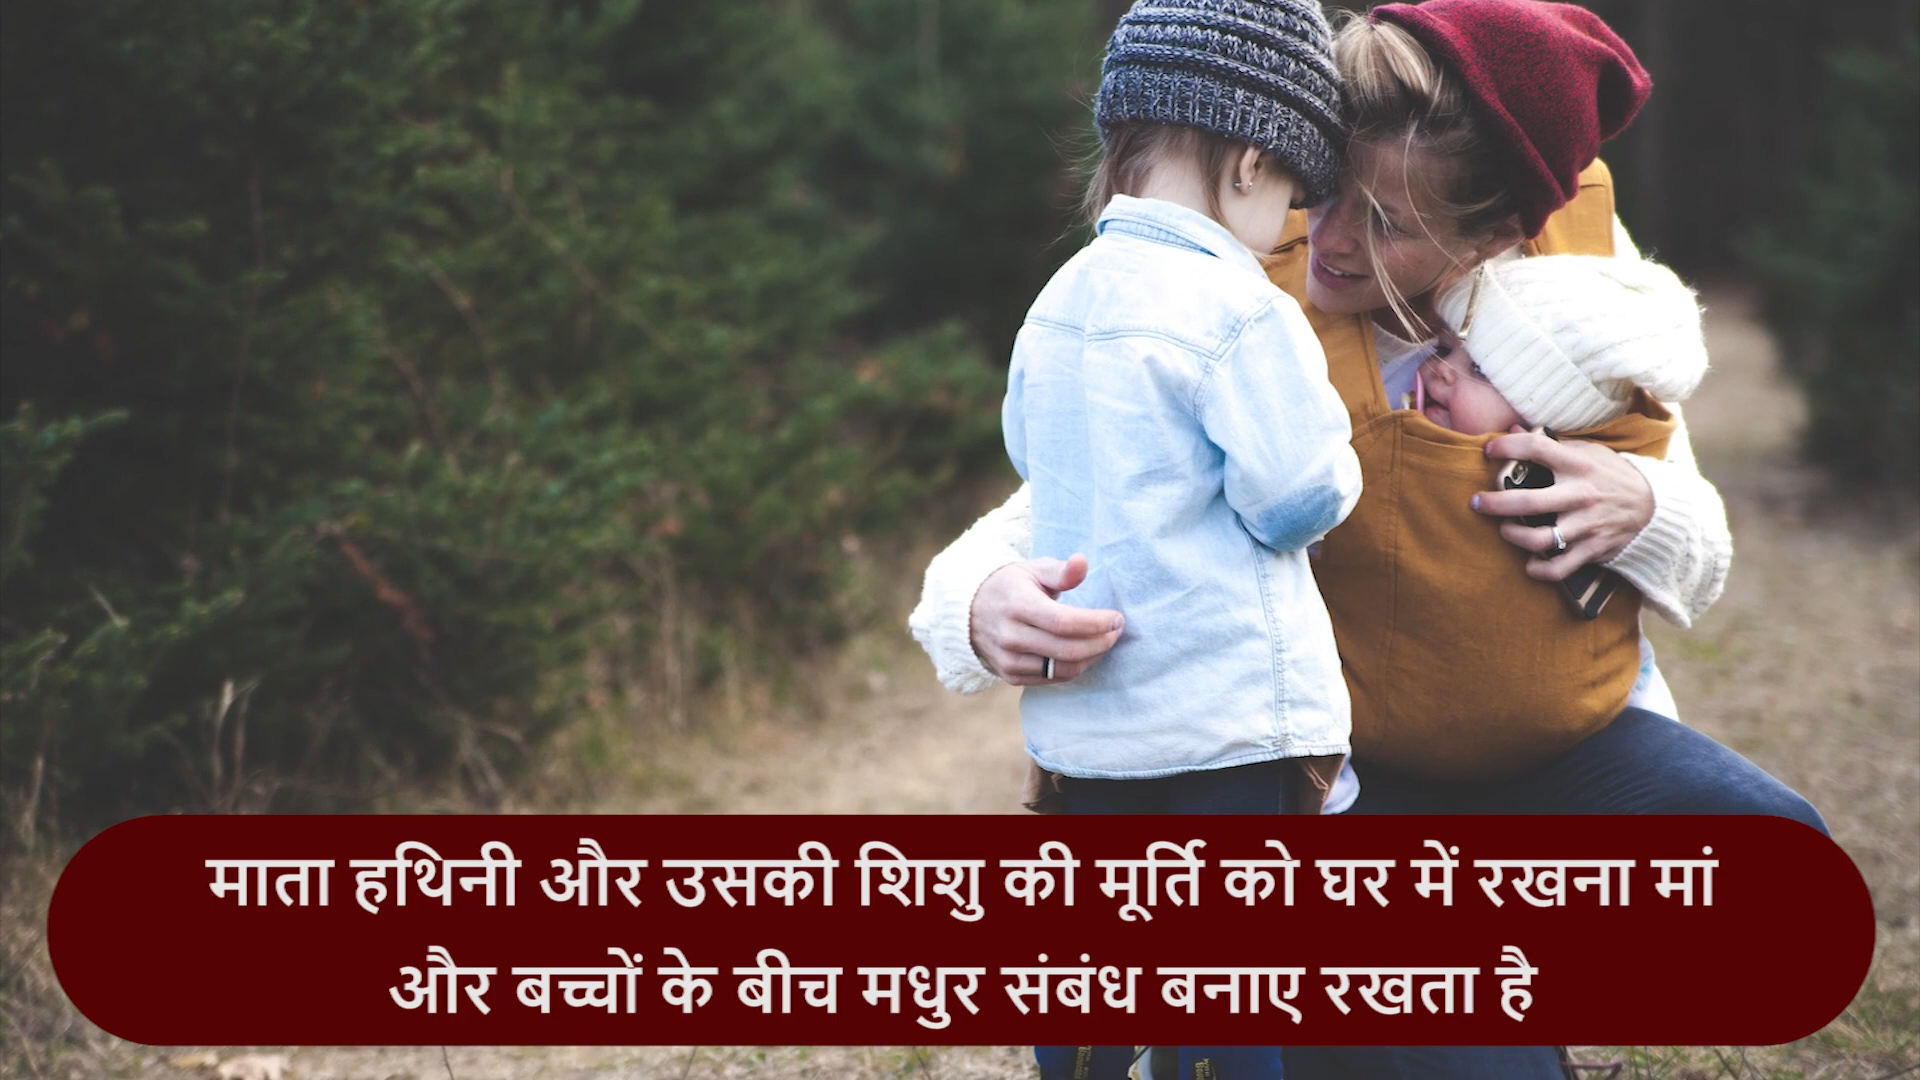 माता हथिनी और उसकी शिशु की मूर्ति को घर में रखना मां
और बच्चों के बीच मधुर संबंध बनाए रखता है